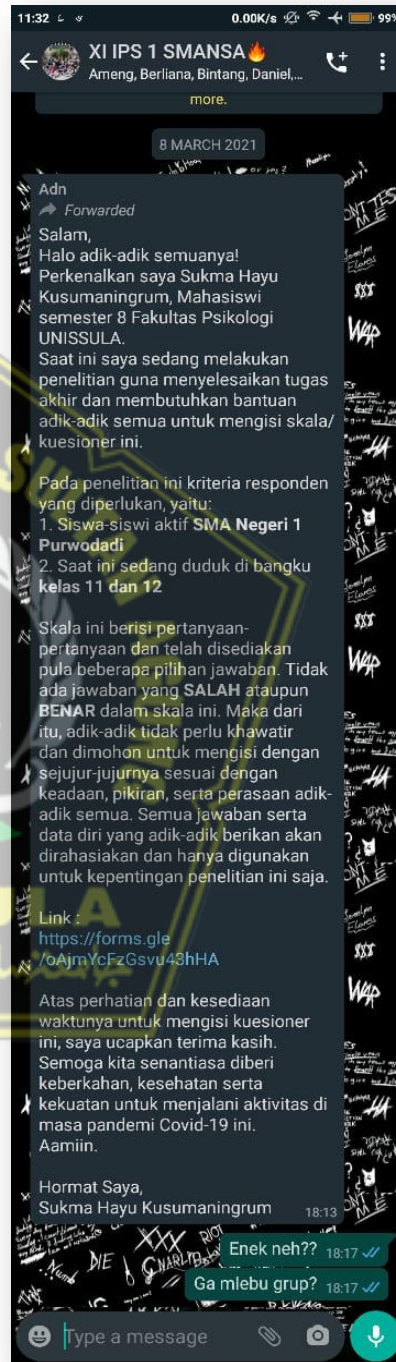 11:32
0.00K/s
99%
XI IPS 1 SMANSA🔥
Ameng, Berliana, Bintang, Daniel,...
more.
8 MARCH 2021
Adn
Forwarded
Salam,
Halo adik-adik semuanya!
Perkenalkan saya Sukma Hayu
Kusumaningrum, Mahasiswi
semester 8 Fakultas Psikologi
UNISSULA.
Saat ini saya sedang melakukan
penelitian guna menyelesaikan tugas
akhir dan membutuhkan bantuan
adik-adik semua untuk mengisi skala/
kuesioner ini.
Pada penelitian ini kriteria responden
yang diperlukan, yaitu:
1. Siswa-siswi aktif SMA Negeri 1
Purwodadi
2. Saat ini sedang duduk di bangku
kelas 11 dan 12
Skala ini berisi pertanyaan-
pertanyaan dan telah disediakan
pula beberapa pilihan jawaban. Tidak
ada jawaban yang SALAH ataupun
BENAR dalam skala ini. Maka dari
itu, adik-adik tidak perlu khawatir
dan dimohon untuk mengisi dengan
sejujur-jujurnya sesuai dengan
keadaan, pikiran, serta perasaan adik-
adik semua. Semua jawaban serta
data diri yang adik-adik berikan akan
dirahasiakan dan hanya digunakan
untuk kepentingan penelitian ini saja.
Link :
https://forms.gle
/oAjmYcFzGsvu43hHA
Atas perhatian dan kesediaan
waktunya untuk mengisi kuesioner
ini, saya ucapkan terima kasih.
Semoga kita senantiasa diberi
keberkahan, kesehatan serta
kekuatan untuk menjalani aktivitas di
masa pandemi Covid-19 ini.
Aamiin.
Hormat Saya,
Sukma Hayu Kusumaningrum 18:13
Enek neh?? 18:17
Ga mlebu grup? 18:17
Type a message